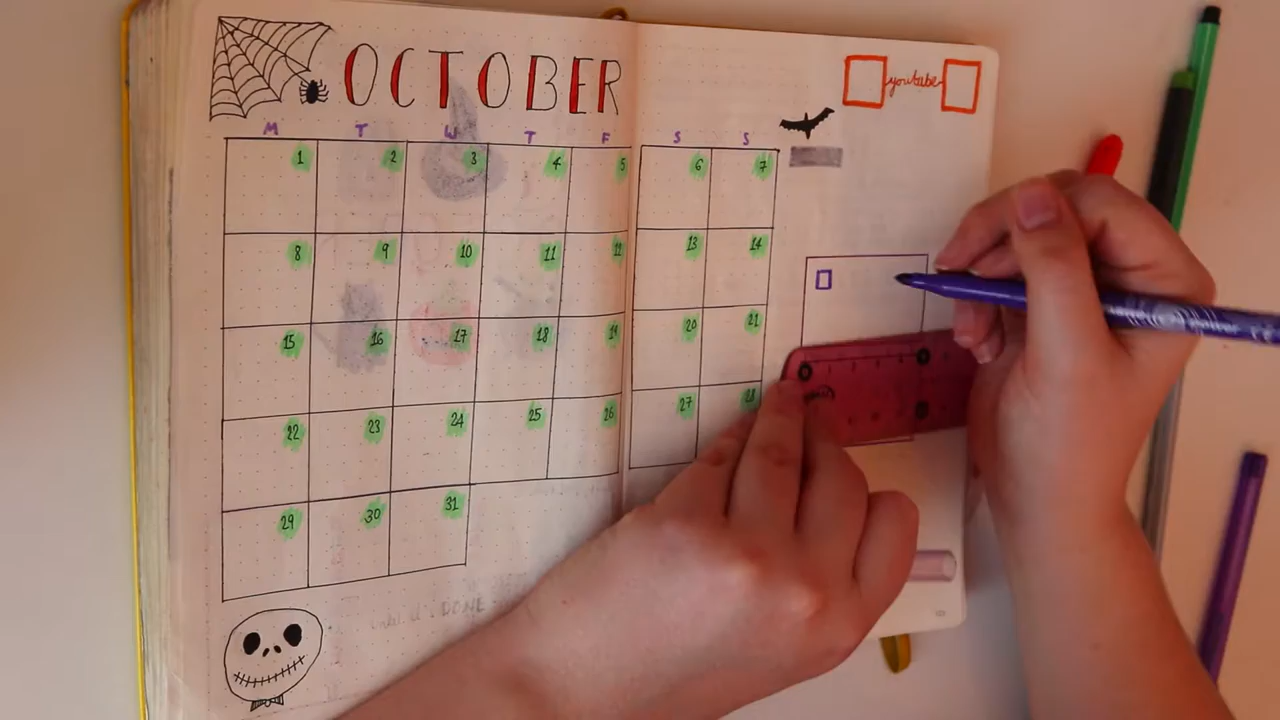 OCTOBER
youtube
M T W T F S S
1 2 3 4 5 6 7
8 9 10 11 12 13 14
15 16 17 18 19 20 21
22 23 24 25 26 27 28
29 30 31
DONE